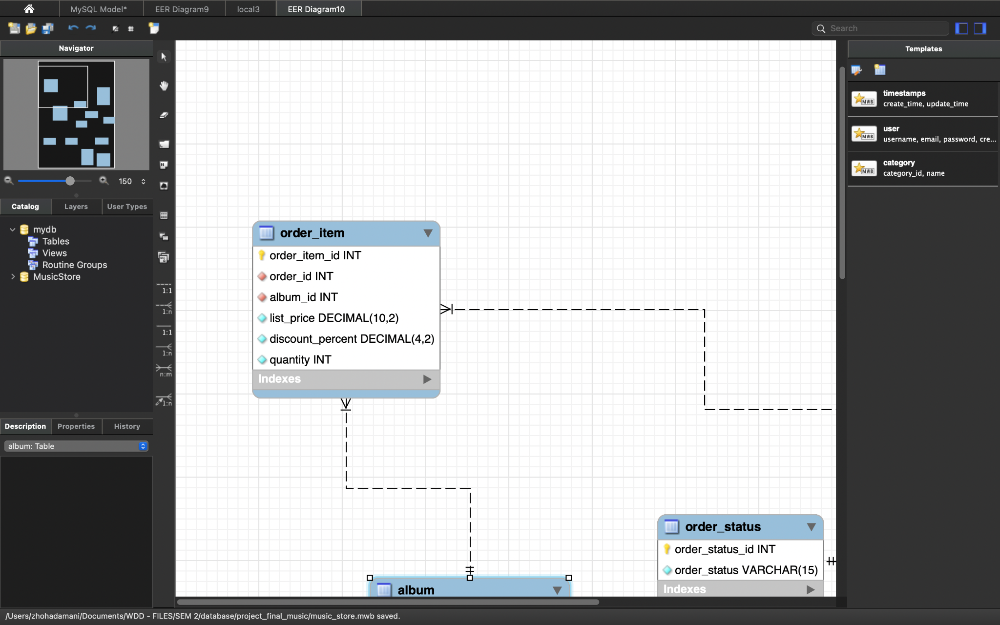 MySQL Model*
EER Diagram9
local3
EER Diagram10
Search
Navigator
150
Catalog
Layers
User Types
mydb
Tables
Views
Routine Groups
MusicStore
Description
Properties
History
album: Table
1:1
1:n
1:1
1:n
n:m
1:n
order_item
order_item_id INT
order_id INT
album_id INT
list_price DECIMAL(10,2)
discount_percent DECIMAL(4,2)
quantity INT
Indexes
album
order_status
order_status_id INT
order_status VARCHAR(15)
Indexes
Templates
MWB
timestamps
create_time, update_time
MWB
user
username, email, password, cre...
MWB
category
category_id, name
/Users/zhohadamani/Documents/WDD - FILES/SEM 2/database/project_final_music/music_store.mwb saved.